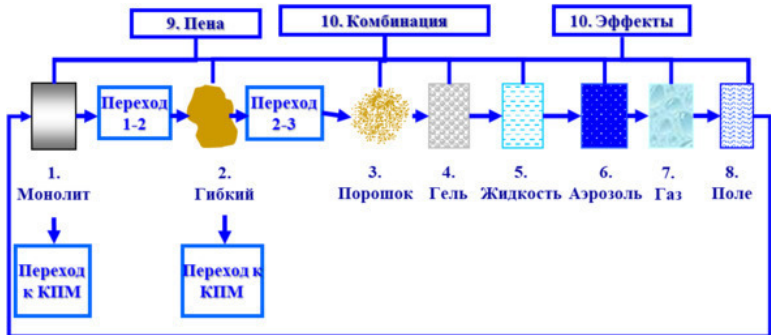 9. Пена
10. Комбинация
10. Эффекты
Переход
1-2
Переход
2-3
1.
Монолит
2.
Гибкий
3.
Порошок
4.
Гель
5.
Жидкость
6.
Аэрозоль
7.
Газ
8.
Поле
Переход
к КПМ
Переход к
КПМ